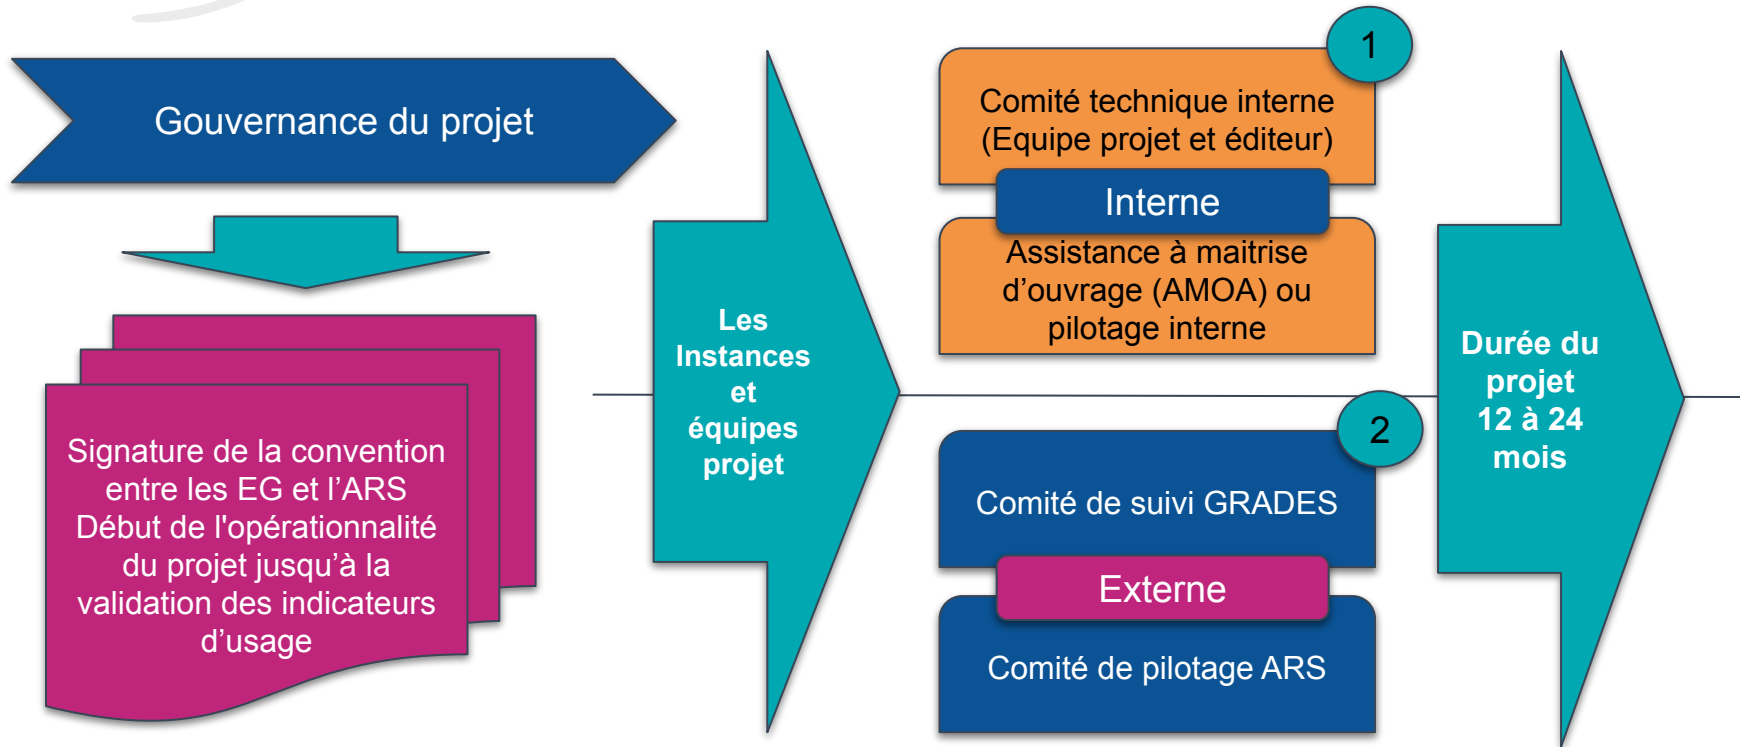 Gouvernance du projet
Signature de la convention
entre les EG et l’ARS
Début de l'opérationnalité
du projet jusqu’à la
validation des indicateurs
d’usage
Les
Instances
et
équipes
projet
1
Comité technique interne
(Equipe projet et éditeur)
Interne
Assistance à maitrise
d’ouvrage (AMOA) ou
pilotage interne
2
Comité de suivi GRADES
Externe
Comité de pilotage ARS
Durée du
projet
12 à 24
mois